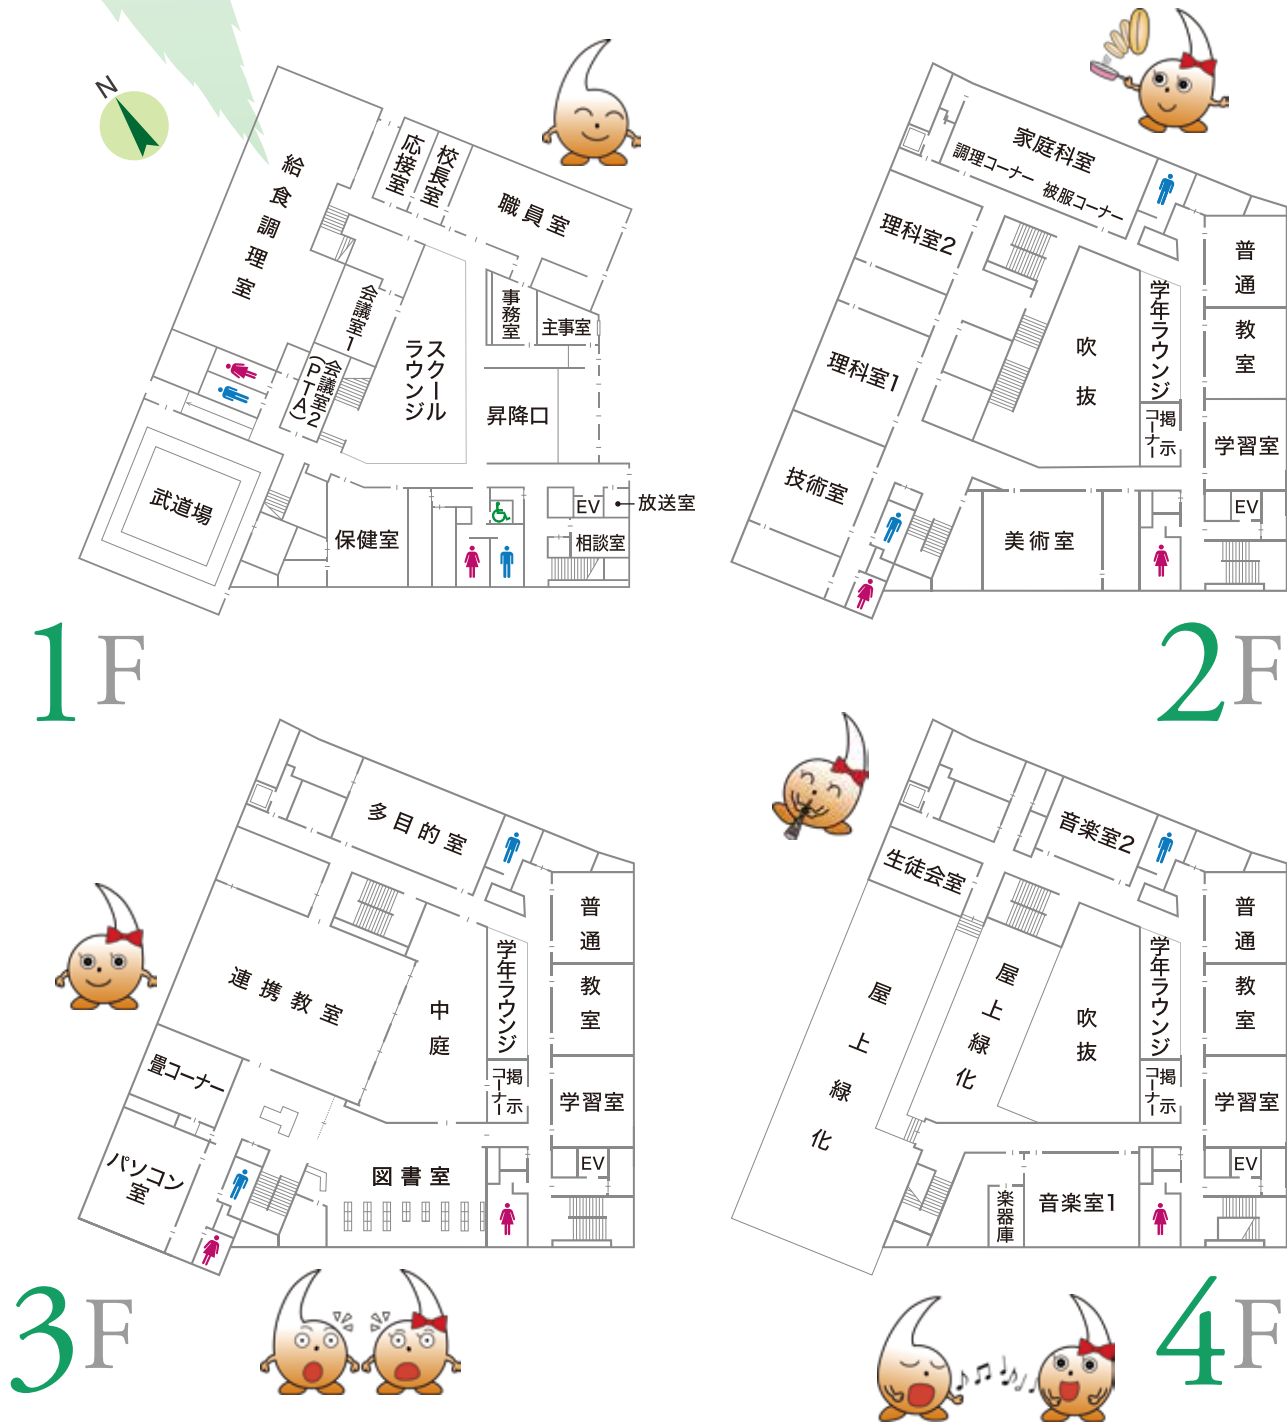 N
給食調理室
応接室
校長室
職員室
会議室1
会議室2
(PTA)
スクール
ラウンジ
事務室
主事室
昇降口
武道場
保健室
EV
放送室
相談室
1F
家庭科室
調理コーナー
被服コーナー
理科室2
理科室1
技術室
吹抜
学年ラウンジ
掲示
コーナー
普通教室
学習室
EV
美術室
2F
多目的室
連携教室
中庭
学年ラウンジ
掲示
コーナー
普通教室
学習室
EV
畳コーナー
パソコン
室
図書室
3F
音楽室2
生徒会室
屋上緑化
屋上緑化
吹抜
学年ラウンジ
掲示
コーナー
普通教室
学習室
EV
楽器庫
音楽室1
4F